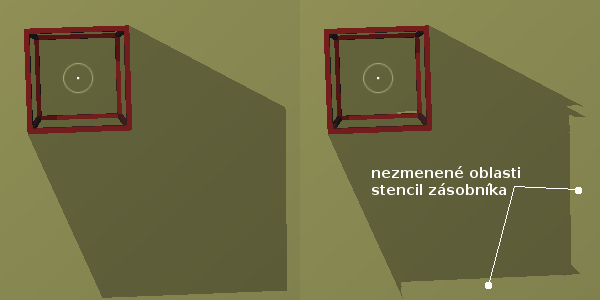 nezmenené oblasti
stencil zásobníka